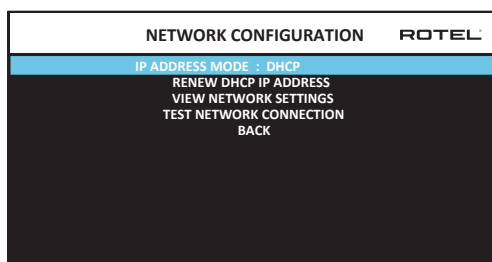 NETWORK CONFIGURATION ROTEL
IP ADDRESS MODE : DHCP
RENEW DHCP IP ADDRESS
VIEW NETWORK SETTINGS
TEST NETWORK CONNECTION
BACK